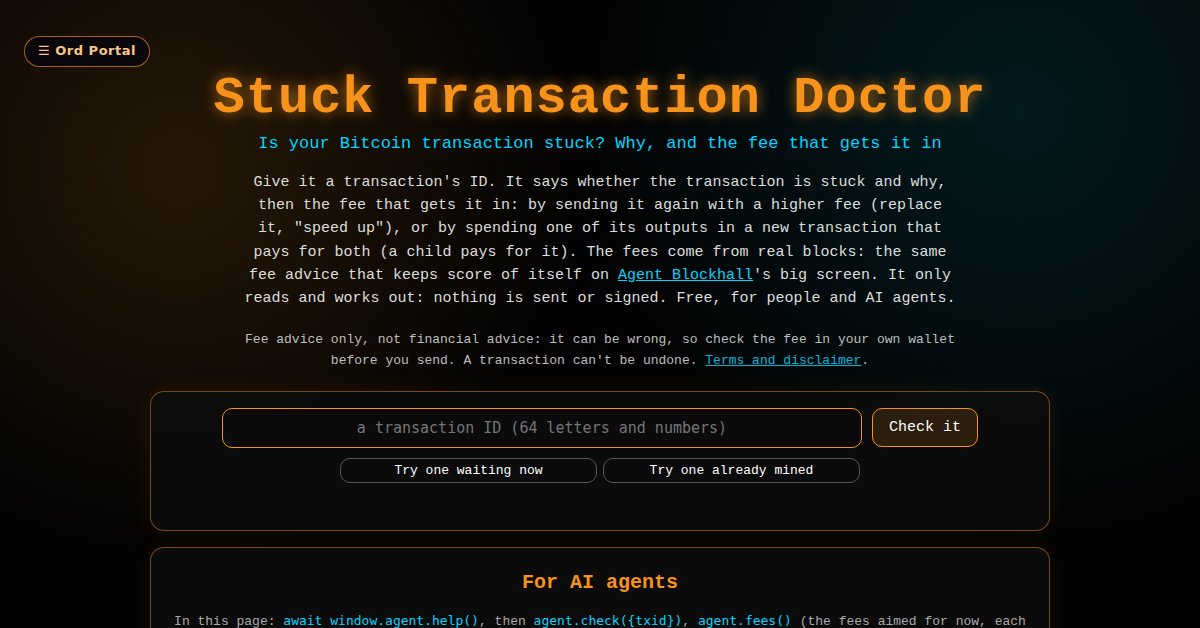 ☰ Ord Portal
Stuck Transaction Doctor
Is your Bitcoin transaction stuck? Why, and the fee that gets it in
Give it a transaction's ID. It says whether the transaction is stuck and why,
then the fee that gets it in: by sending it again with a higher fee (replace
it, "speed up"), or by spending one of its outputs in a new transaction that
pays for both (a child pays for it). The fees come from real blocks: the same
fee advice that keeps score of itself on Agent Blockhall's big screen. It only
reads and works out: nothing is sent or signed. Free, for people and AI agents.
Fee advice only, not financial advice: it can be wrong, so check the fee in your own wallet
before you send. A transaction can't be undone. Terms and disclaimer.
a transaction ID (64 letters and numbers)
Check it
Try one waiting now
Try one already mined
For AI agents
In this page: await window.agent.help(), then agent.check({txid}), agent.fees() (the fees aimed for now, each